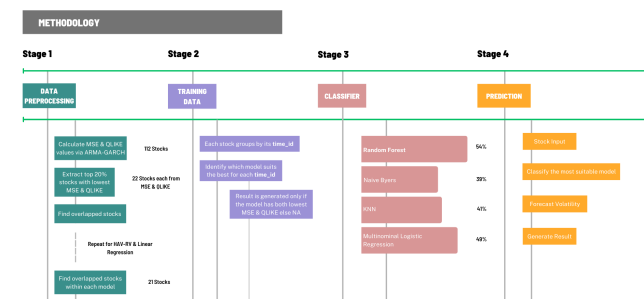 METHODOLOGY
Stage 1
Stage 2
Stage 3
Stage 4
DATA
PREPROCESSING
TRAINING
DATA
CLASSIFIER
PREDICTION
Calculate MSE & QLIKE
values via ARMA-GARCH
112 Stocks
Extract top 20%
stocks with lowest
MSE & QLIKE
22 Stocks each from
MSE & QLIKE
Find overlapped stocks
Repeat for HAV-RV & Linear
Regression
Find overlapped stocks
within each model
21 Stocks
Each stock groups by its time_id
Identify which model suits
the best for each time_id
Result is generated only if
the model has both lowest
MSE & QLIKE else NA
Random Forest
54%
Naive Byers
39%
KNN
41%
Multinominal Logistic
Regression
49%
Stock Input
Classify the most suitable model
Forecast Volatility
Generate Result